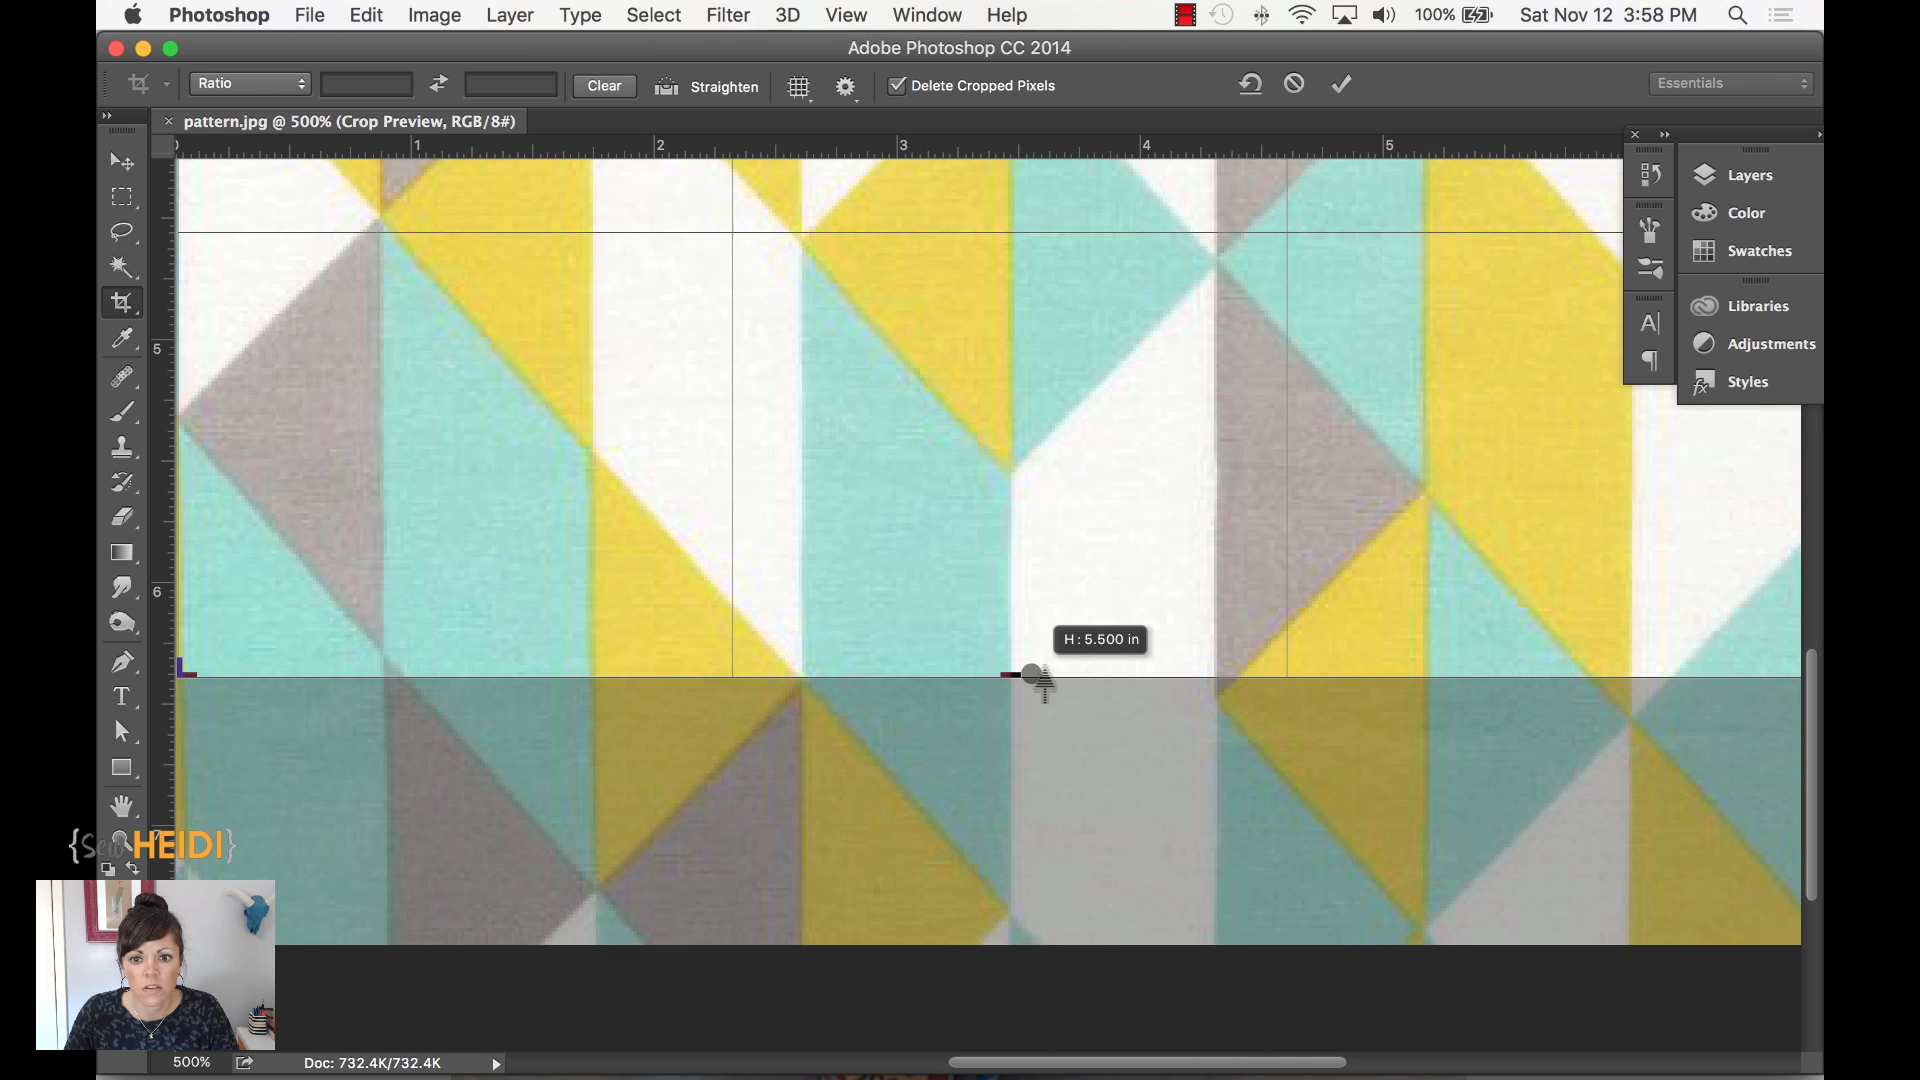 Photoshop File Edit Image Layer Type Select Filter 3D View Window Help 100% Sat Nov 12 3:58 PM
Adobe Photoshop CC 2014
Ratio Clear Straighten Delete Cropped Pixels Essentials
× pattern.jpg @ 500% (Crop Preview, RGB/8#)
1 2 3 4 5
Layers
Color
Swatches
Libraries
Adjustments
Styles
5
6
H : 5.500 in
{Sew HEIDI}
500% Doc: 732.4K/732.4K